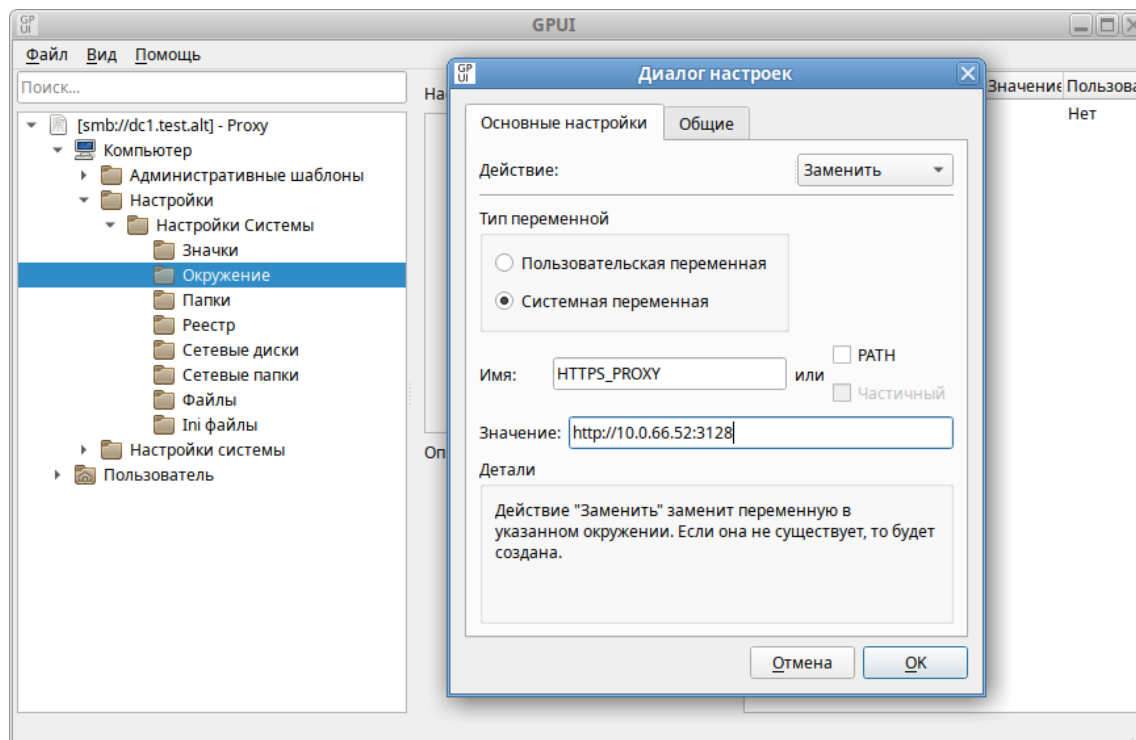 GP
UI
GPUI
Файл Вид Помощь
Поиск...
[smb://dc1.test.alt] - Proxy
Компьютер
Административные шаблоны
Настройки
Настройки Системы
Значки
Окружение
Папки
Реестр
Сетевые диски
Сетевые папки
Файлы
Ini файлы
Настройки системы
Пользователь
На
Оп
GP
UI
Диалог настроек
Основные настройки Общие
Действие: Заменить
Тип переменной
Пользовательская переменная
Системная переменная
Имя: HTTPS_PROXY или PATH
Частичный
Значение: http://10.0.66.52:3128
Детали
Действие "Заменить" заменит переменную в
указанном окружении. Если она не существует, то будет
создана.
Отмена OK
Значение Пользова
Нет